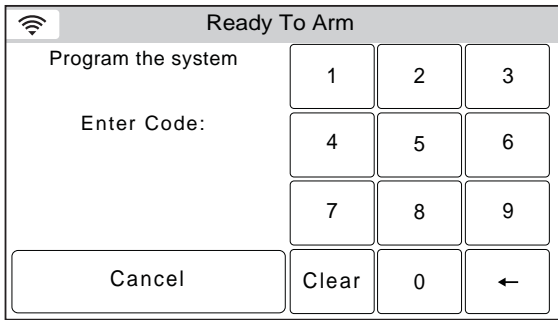 Ready To Arm
Program the system
Enter Code:
1 2 3
4 5 6
7 8 9
Cancel Clear 0 ←